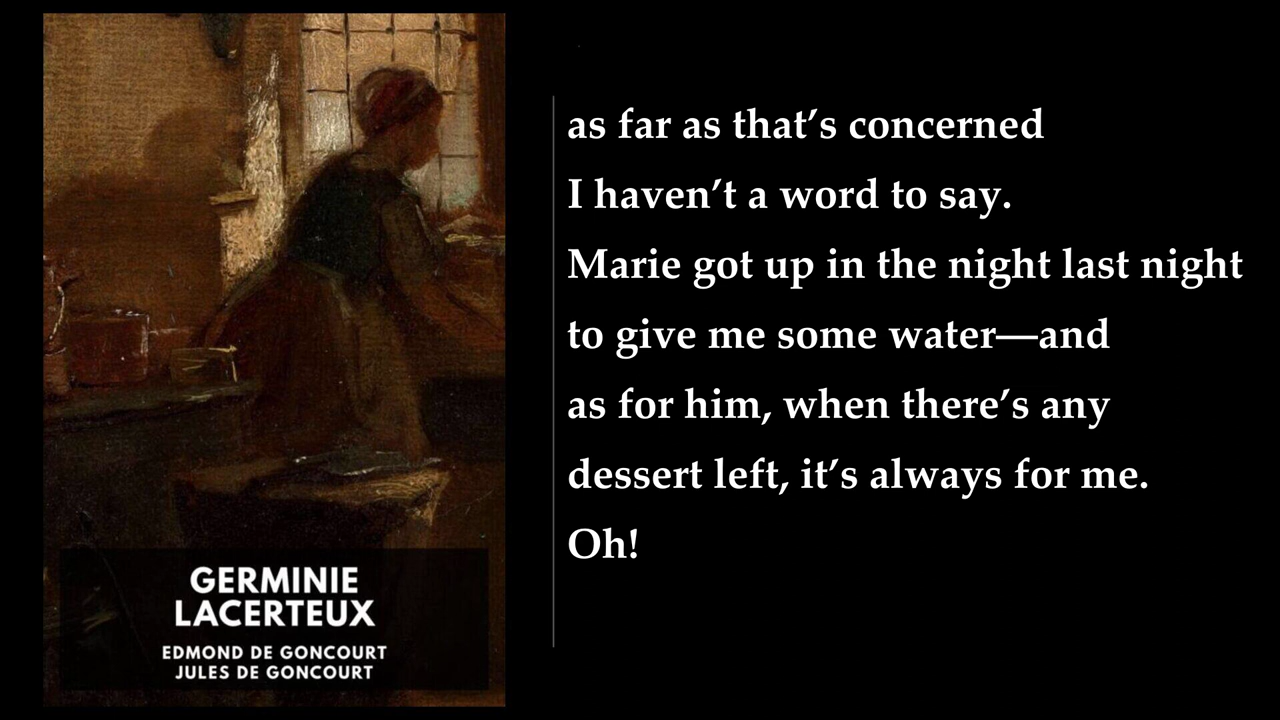 as far as that’s concerned
I haven’t a word to say.
Marie got up in the night last night
to give me some water—and
as for him, when there’s any
dessert left, it’s always for me.
Oh!
GERMINIE
LACERTEUX
EDMOND DE GONCOURT
JULES DE GONCOURT